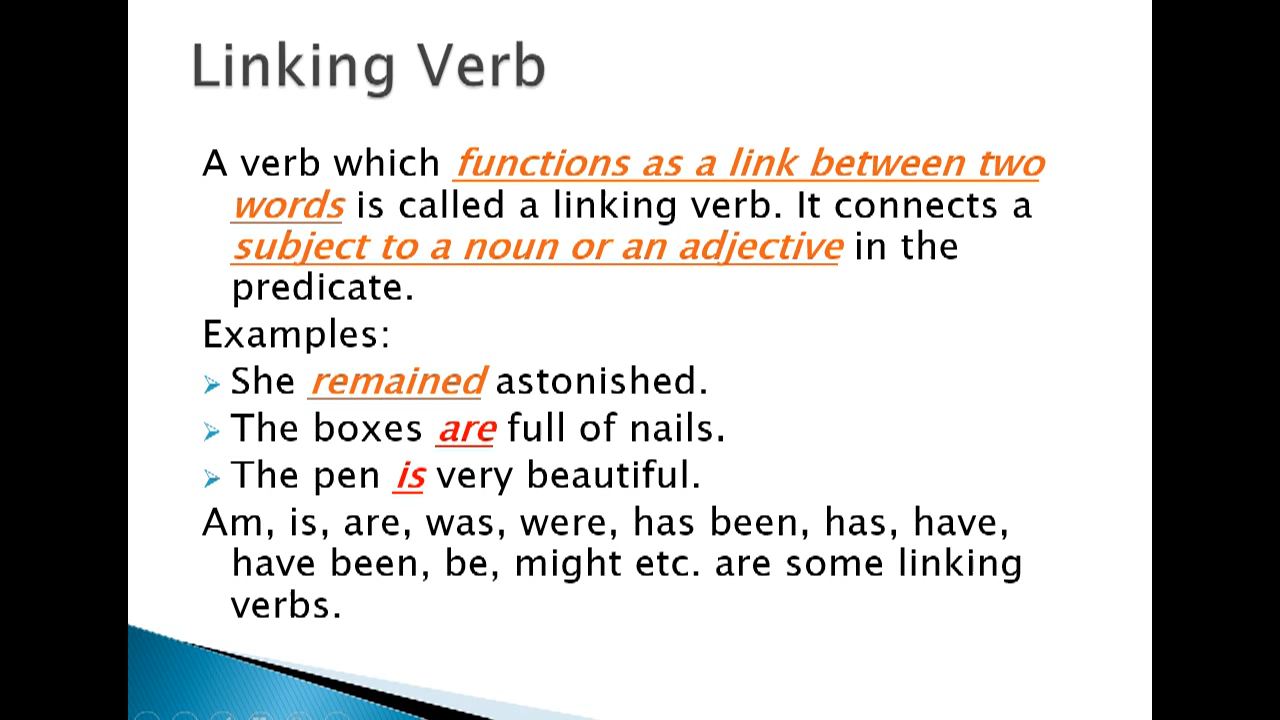 Linking Verb
A verb which functions as a link between two
words is called a linking verb. It connects a
subject to a noun or an adjective in the
predicate.
Examples:
She remained astonished.
The boxes are full of nails.
The pen is very beautiful.
Am, is, are, was, were, has been, has, have,
have been, be, might etc. are some linking
verbs.